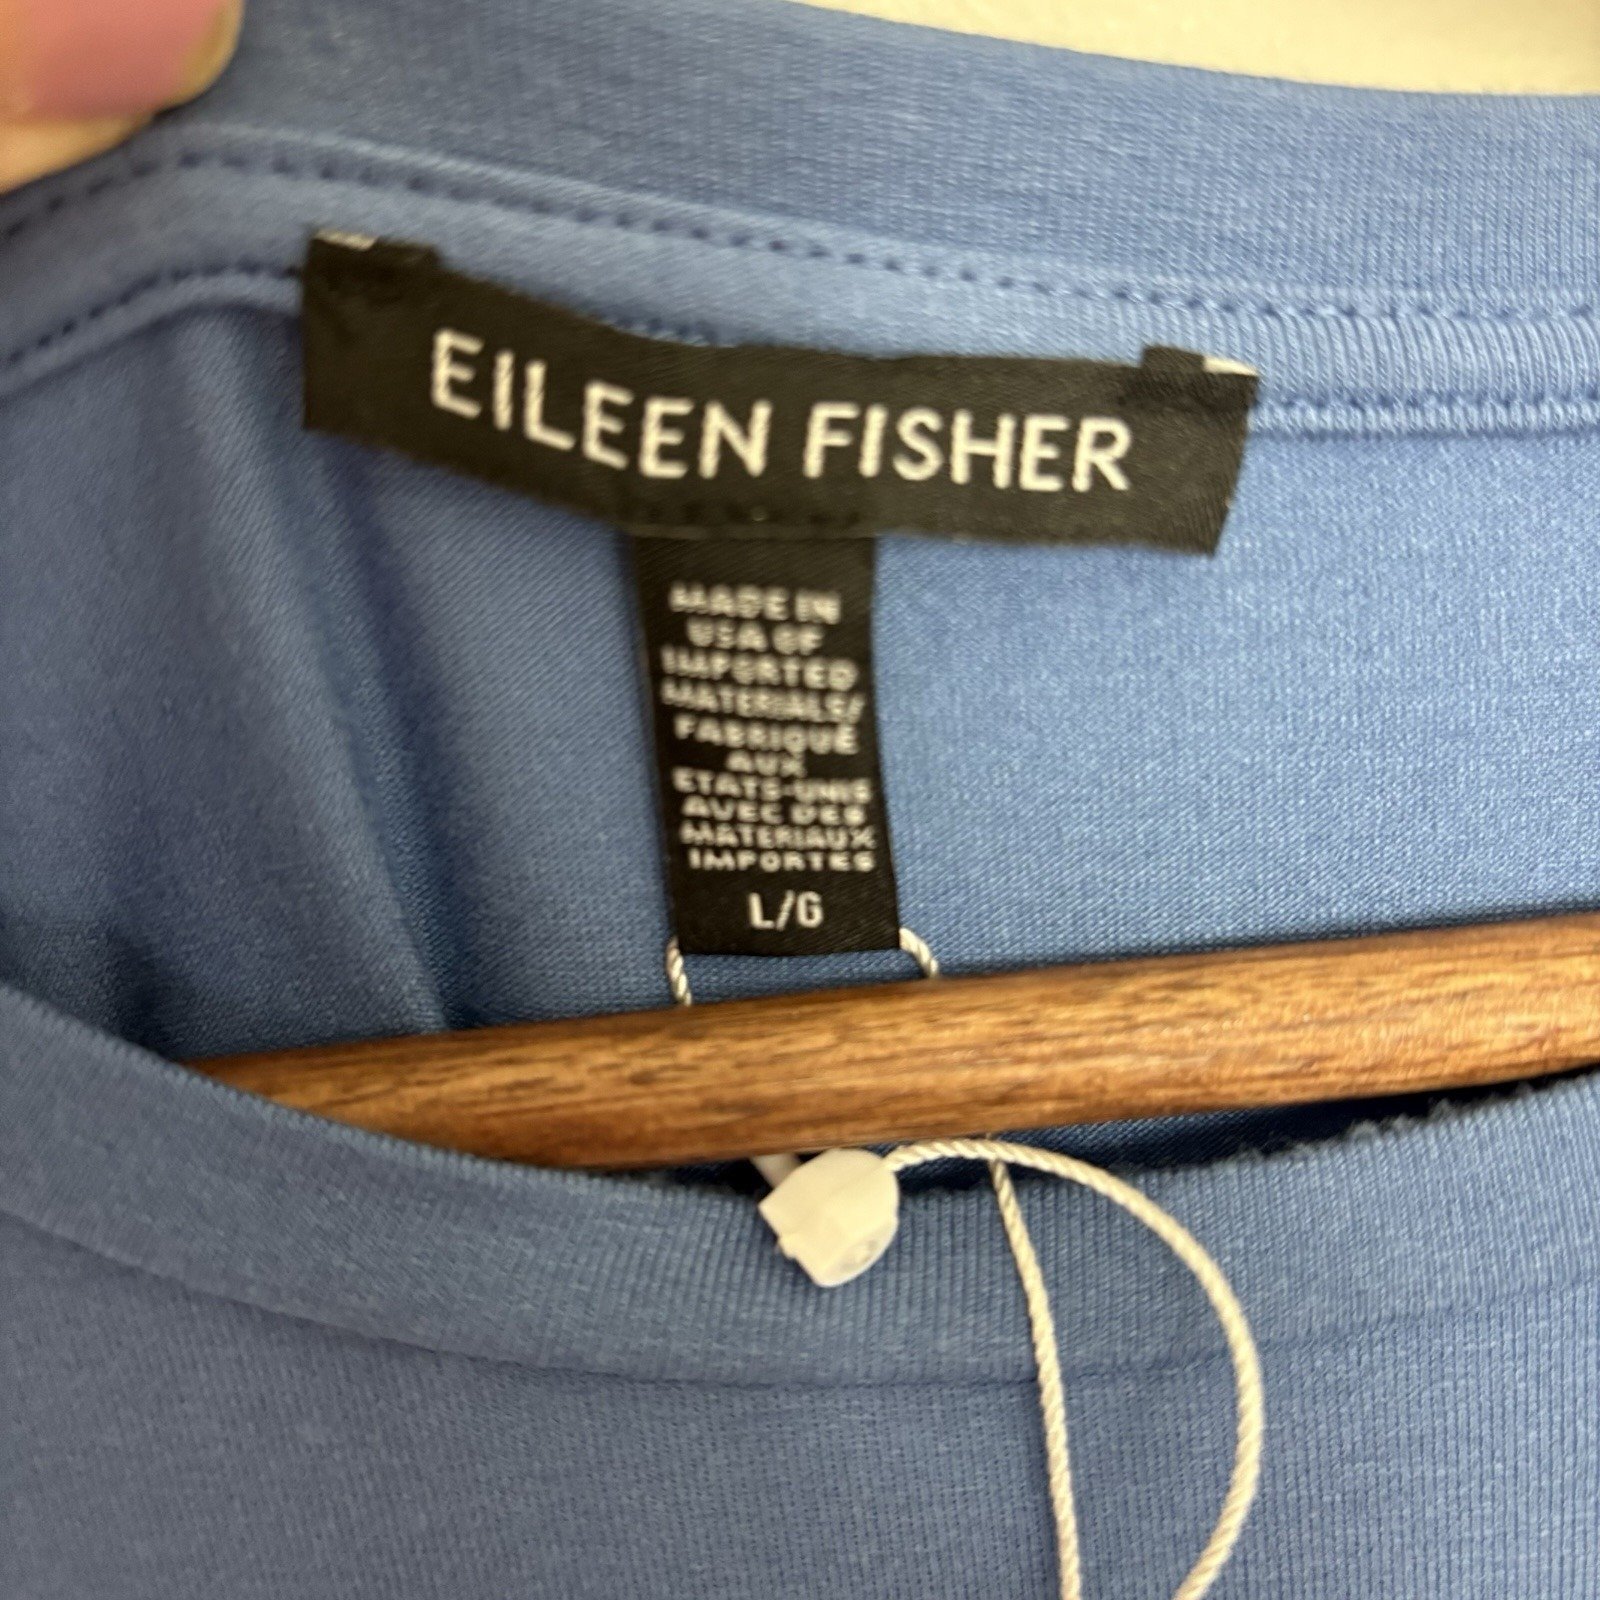 EILEEN FISHER
MADE IN
USA OF
IMPORTED
MATERIALS/
FABRIQUÉ
AUX
ETATS-UNIS
AVEC DES
MATERIAUX
IMPORTES
L/G